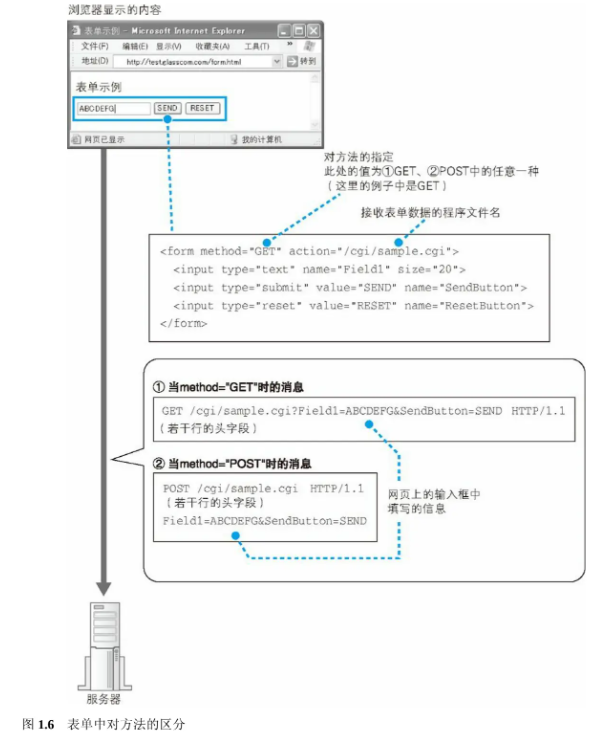 浏览器显示的内容
表单示例 - Microsoft Internet Explorer
文件(F) 编辑(E) 显示(V) 收藏夹(A) 工具(T) »
地址(D) http://test.glasscom.com/form.html 转到
表单示例
ABCDEFG SEND RESET
网页已显示 我的计算机
对方法的指定
此处的值为①GET、②POST中的任意一种
（这里的例子中是GET）
接收表单数据的程序文件名
<form method="GET" action="/cgi/sample.cgi">
<input type="text" name="Field1" size="20">
<input type="submit" value="SEND" name="SendButton">
<input type="reset" value="RESET" name="ResetButton">
</form>
① 当method="GET"时的消息
GET /cgi/sample.cgi?Field1=ABCDEFG&SendButton=SEND HTTP/1.1
（若干行的头字段）
② 当method="POST"时的消息
POST /cgi/sample.cgi HTTP/1.1
（若干行的头字段）
Field1=ABCDEFG&SendButton=SEND
网页上的输入框中
填写的信息
服务器
图 1.6 表单中对方法的区分